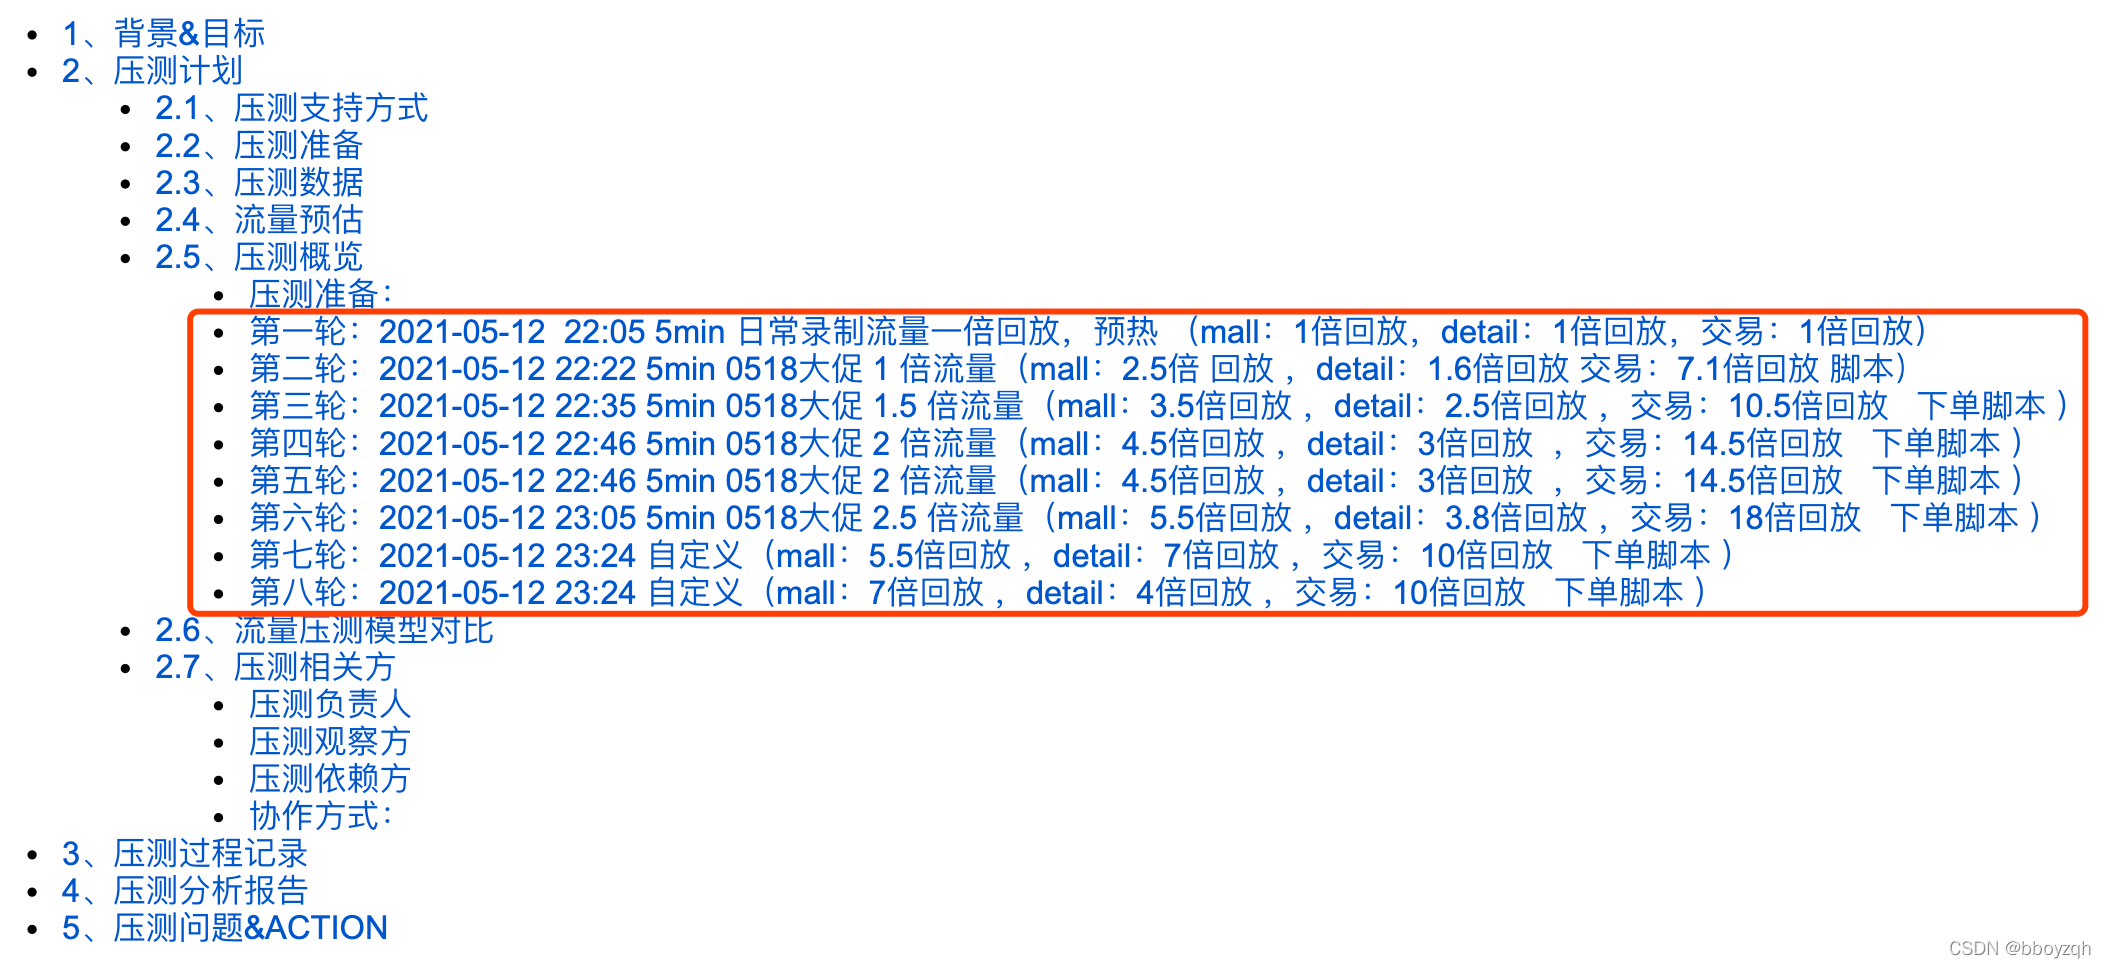 1、背景&目标
2、压测计划
2.1、压测支持方式
2.2、压测准备
2.3、压测数据
2.4、流量预估
2.5、压测概览
压测准备：
第一轮：2021-05-12  22:05 5min 日常录制流量一倍回放，预热 （mall：1倍回放，detail：1倍回放，交易：1倍回放）
第二轮：2021-05-12 22:22 5min 0518大促 1 倍流量（mall：2.5倍 回放 ，detail：1.6倍回放 交易：7.1倍回放 脚本）
第三轮：2021-05-12 22:35 5min 0518大促 1.5 倍流量（mall：3.5倍回放 ，detail：2.5倍回放 ，交易：10.5倍回放   下单脚本 ）
第四轮：2021-05-12 22:46 5min 0518大促 2 倍流量（mall：4.5倍回放 ，detail：3倍回放  ，交易：14.5倍回放   下单脚本 ）
第五轮：2021-05-12 22:46 5min 0518大促 2 倍流量（mall：4.5倍回放 ，detail：3倍回放  ，交易：14.5倍回放   下单脚本 ）
第六轮：2021-05-12 23:05 5min 0518大促 2.5 倍流量（mall：5.5倍回放 ，detail：3.8倍回放 ，交易：18倍回放   下单脚本 ）
第七轮：2021-05-12 23:24 自定义（mall：5.5倍回放 ，detail：7倍回放 ，交易：10倍回放   下单脚本 ）
第八轮：2021-05-12 23:24 自定义（mall：7倍回放 ，detail：4倍回放 ，交易：10倍回放   下单脚本 ）
2.6、流量压测模型对比
2.7、压测相关方
压测负责人
压测观察方
压测依赖方
协作方式：
3、压测过程记录
4、压测分析报告
5、压测问题&ACTION
CSDN @bboyzqh